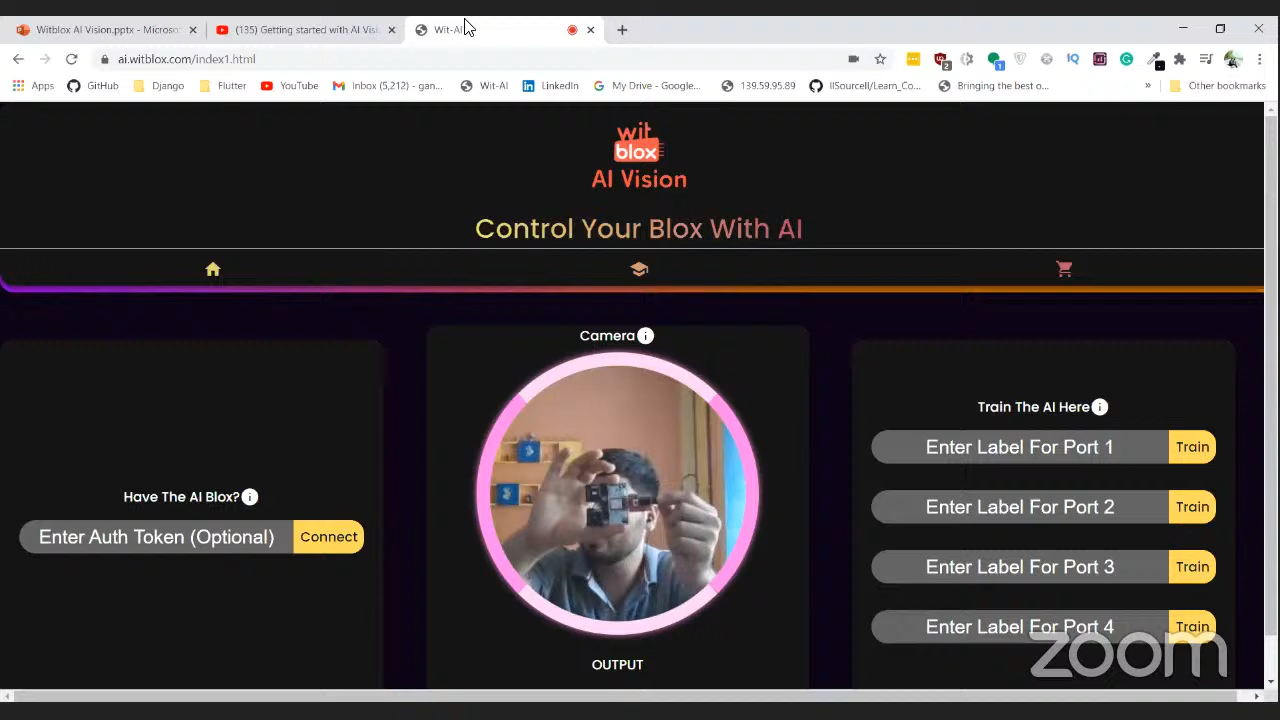 Witblox AI Vision.pptx - Microso
(135) Getting started with AI Visi
Wit-AI
ai.witblox.com/index1.html
2
1
IQ
Apps
GitHub
Django
Flutter
YouTube
Inbox (5,212) - gan...
Wit-AI
LinkedIn
My Drive - Google...
139.59.95.89
llSourcell/Learn_Co...
Bringing the best o...
»
Other bookmarks
wit
blox
AI Vision
Control Your Blox With AI
Camera i
Train The AI Here i
Enter Label For Port 1 Train
Have The AI Blox? i
Enter Label For Port 2 Train
Enter Auth Token (Optional) Connect
Enter Label For Port 3 Train
Enter Label For Port 4 Train
OUTPUT
zoom